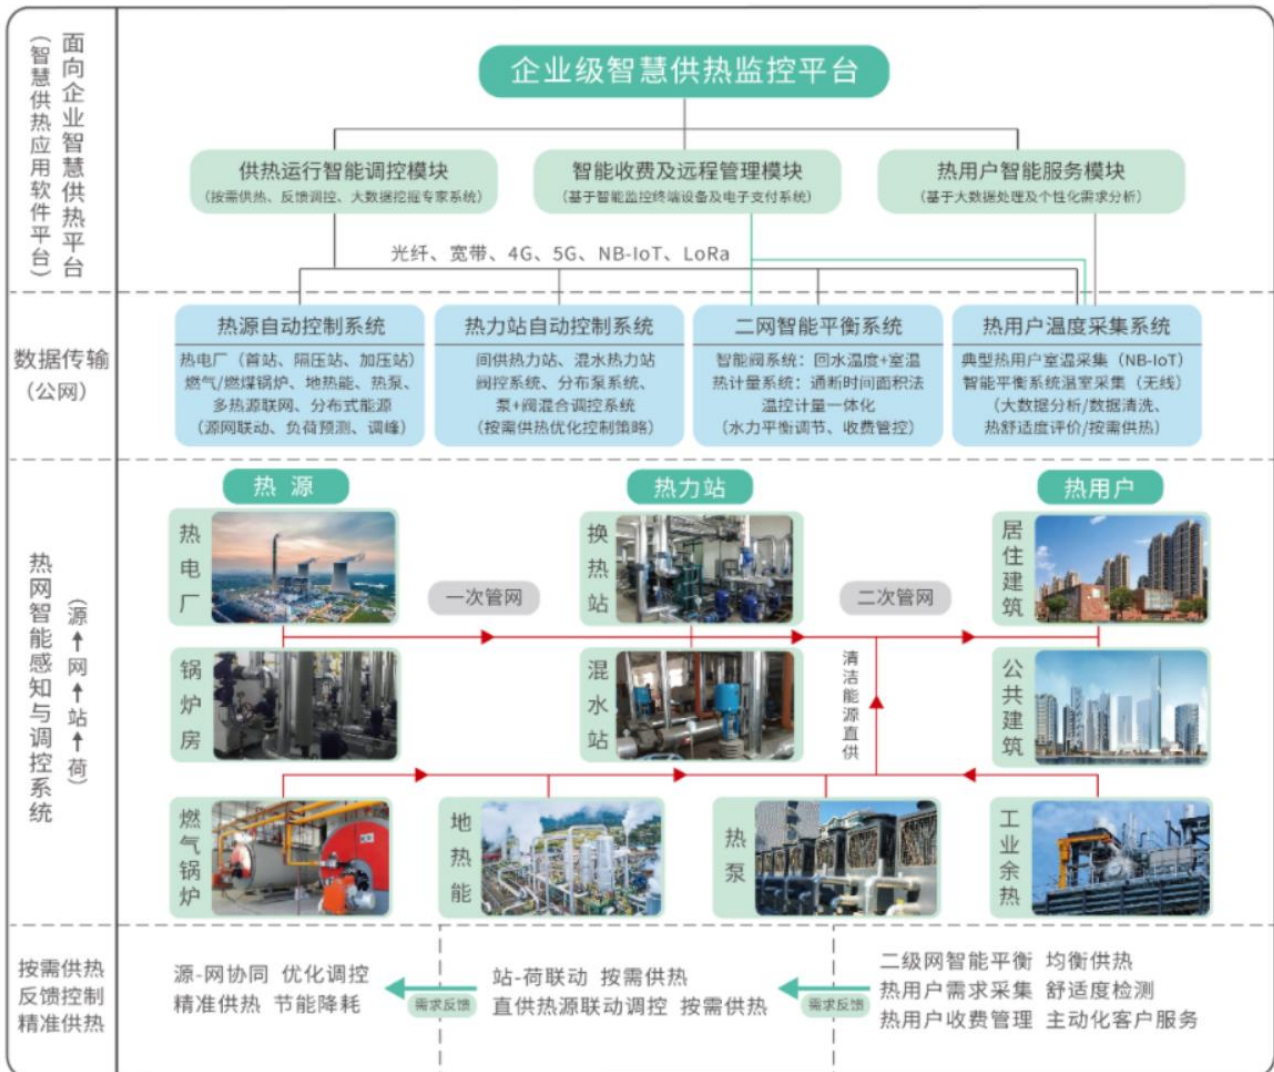 面向企业智慧供热平台
（智慧供热应用软件平台）
企业级智慧供热监控平台
供热运行智能调控模块
（按需供热、反馈调控、大数据挖掘专家系统）
智能收费及远程管理模块
（基于智能监控终端设备及电子支付系统）
热用户智能服务模块
（基于大数据处理及个性化需求分析）
光纤、宽带、4G、5G、NB-IoT、LoRa
数据传输
（公网）
热源自动控制系统
热电厂（首站、隔压站、加压站）
燃气/燃煤锅炉、地热能、热泵、
多热源联网、分布式能源
（源网联动、负荷预测、调峰）
热力站自动控制系统
间供热力站、混水热力站
阀控系统、分布泵系统、
泵+阀混合调控系统
（按需供热优化控制策略）
二网智能平衡系统
智能阀系统：回水温度+室温
热计量系统：通断时间面积法
温控计量一体化
（水力平衡调节、收费管控）
热用户温度采集系统
典型热用户室温采集（NB-IoT）
智能平衡系统温室采集（无线）
（大数据分析/数据清洗、
热舒适度评价/按需供热）
热网智能感知与调控系统
（源→网→站→荷）
热 源
热力站
热用户
热电厂
一次管网
换热站
二次管网
居住建筑
锅炉房
混水站
清洁能源直供
公共建筑
燃气锅炉
地热能
热泵
工业余热
按需供热
反馈控制
精准供热
源-网协同 优化调控
精准供热 节能降耗
需求反馈
站-荷联动 按需供热
直供热源联动调控 按需供热
需求反馈
二级网智能平衡 均衡供热
热用户需求采集 舒适度检测
热用户收费管理 主动化客户服务